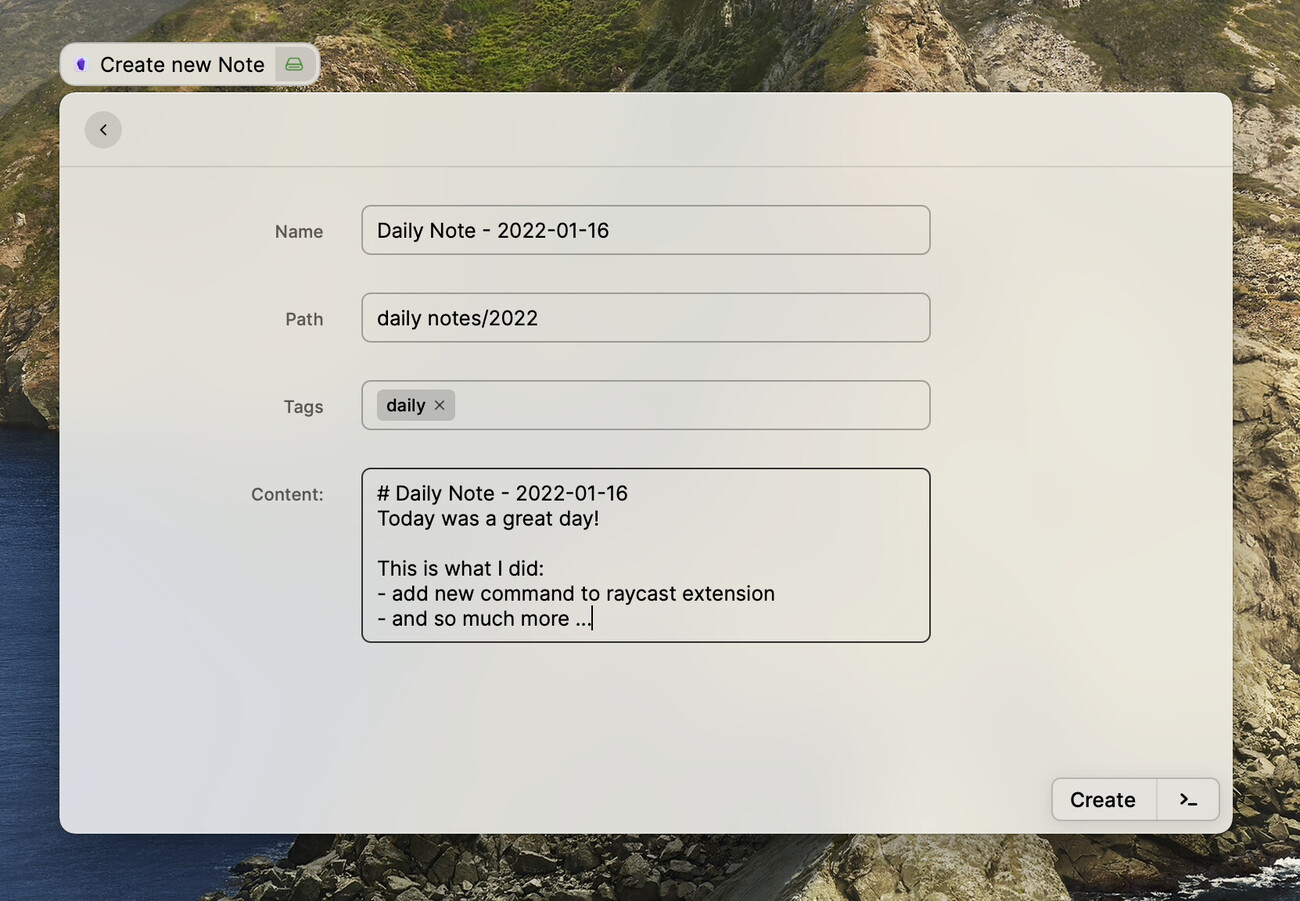 Create new Note
Name
Daily Note - 2022-01-16
Path
daily notes/2022
Tags
daily ×
Content:
# Daily Note - 2022-01-16
Today was a great day!
This is what I did:
- add new command to raycast extension
- and so much more ...
Create